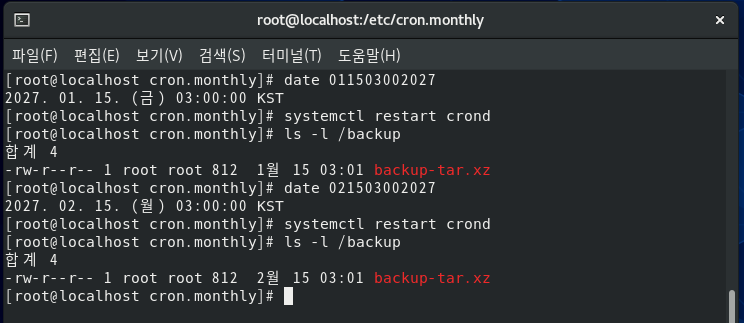 root@localhost:/etc/cron.monthly
파일(F) 편집(E) 보기(V) 검색(S) 터미널(T) 도움말(H)
[root@localhost cron.monthly]# date 011503002027
2027. 01. 15. (금) 03:00:00 KST
[root@localhost cron.monthly]# systemctl restart crond
[root@localhost cron.monthly]# ls -l /backup
합계 4
-rw-r--r-- 1 root root 812  1월 15 03:01 backup-tar.xz
[root@localhost cron.monthly]# date 021503002027
2027. 02. 15. (월) 03:00:00 KST
[root@localhost cron.monthly]# systemctl restart crond
[root@localhost cron.monthly]# ls -l /backup
합계 4
-rw-r--r-- 1 root root 812  2월 15 03:01 backup-tar.xz
[root@localhost cron.monthly]#